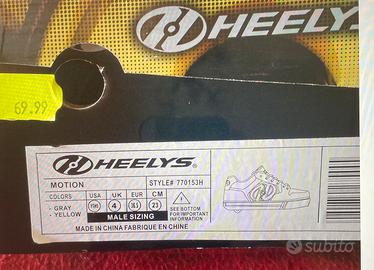 HEELYS
69.99
HEELYS®
MOTION
STYLE# 770153H
COLORS USA UK EUR CM
- GRAY
- YELLOW
4 23
MALE SIZING
SEE BOTTOM
FOR IMPORTANT
INFORMATION
MADE IN CHINA FABRIQUE EN CHINE
subito